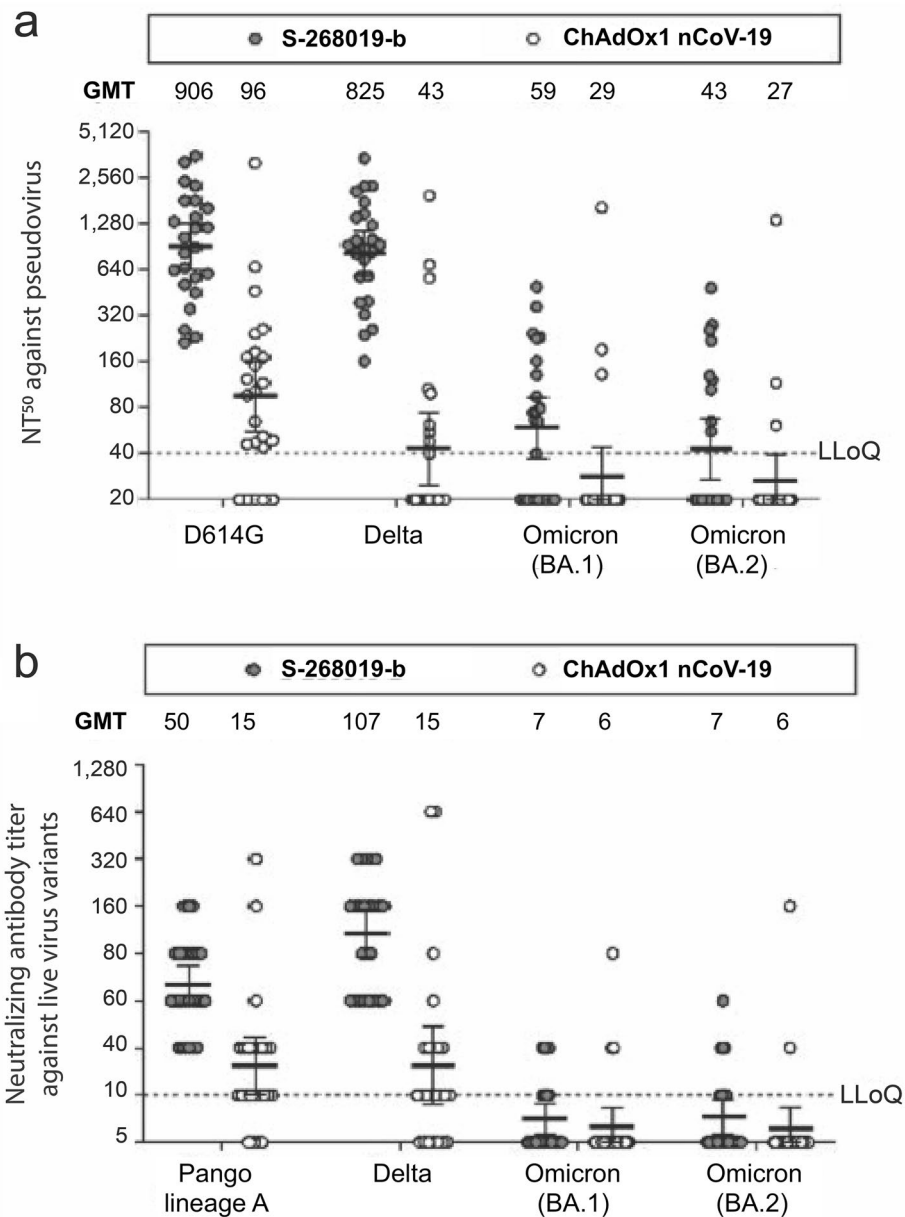 a
S-268019-b ChAdOx1 nCoV-19
GMT 906 96 825 43 59 29 43 27
NT50 against pseudovirus
5,120
2,560
1,280
640
320
160
80
40
20
LLoQ
D614G Delta Omicron (BA.1) Omicron (BA.2)
b
S-268019-b ChAdOx1 nCoV-19
GMT 50 15 107 15 7 6 7 6
Neutralizing antibody titer
against live virus variants
1,280
640
320
160
80
60
40
10
5
LLoQ
Pango lineage A Delta Omicron (BA.1) Omicron (BA.2)